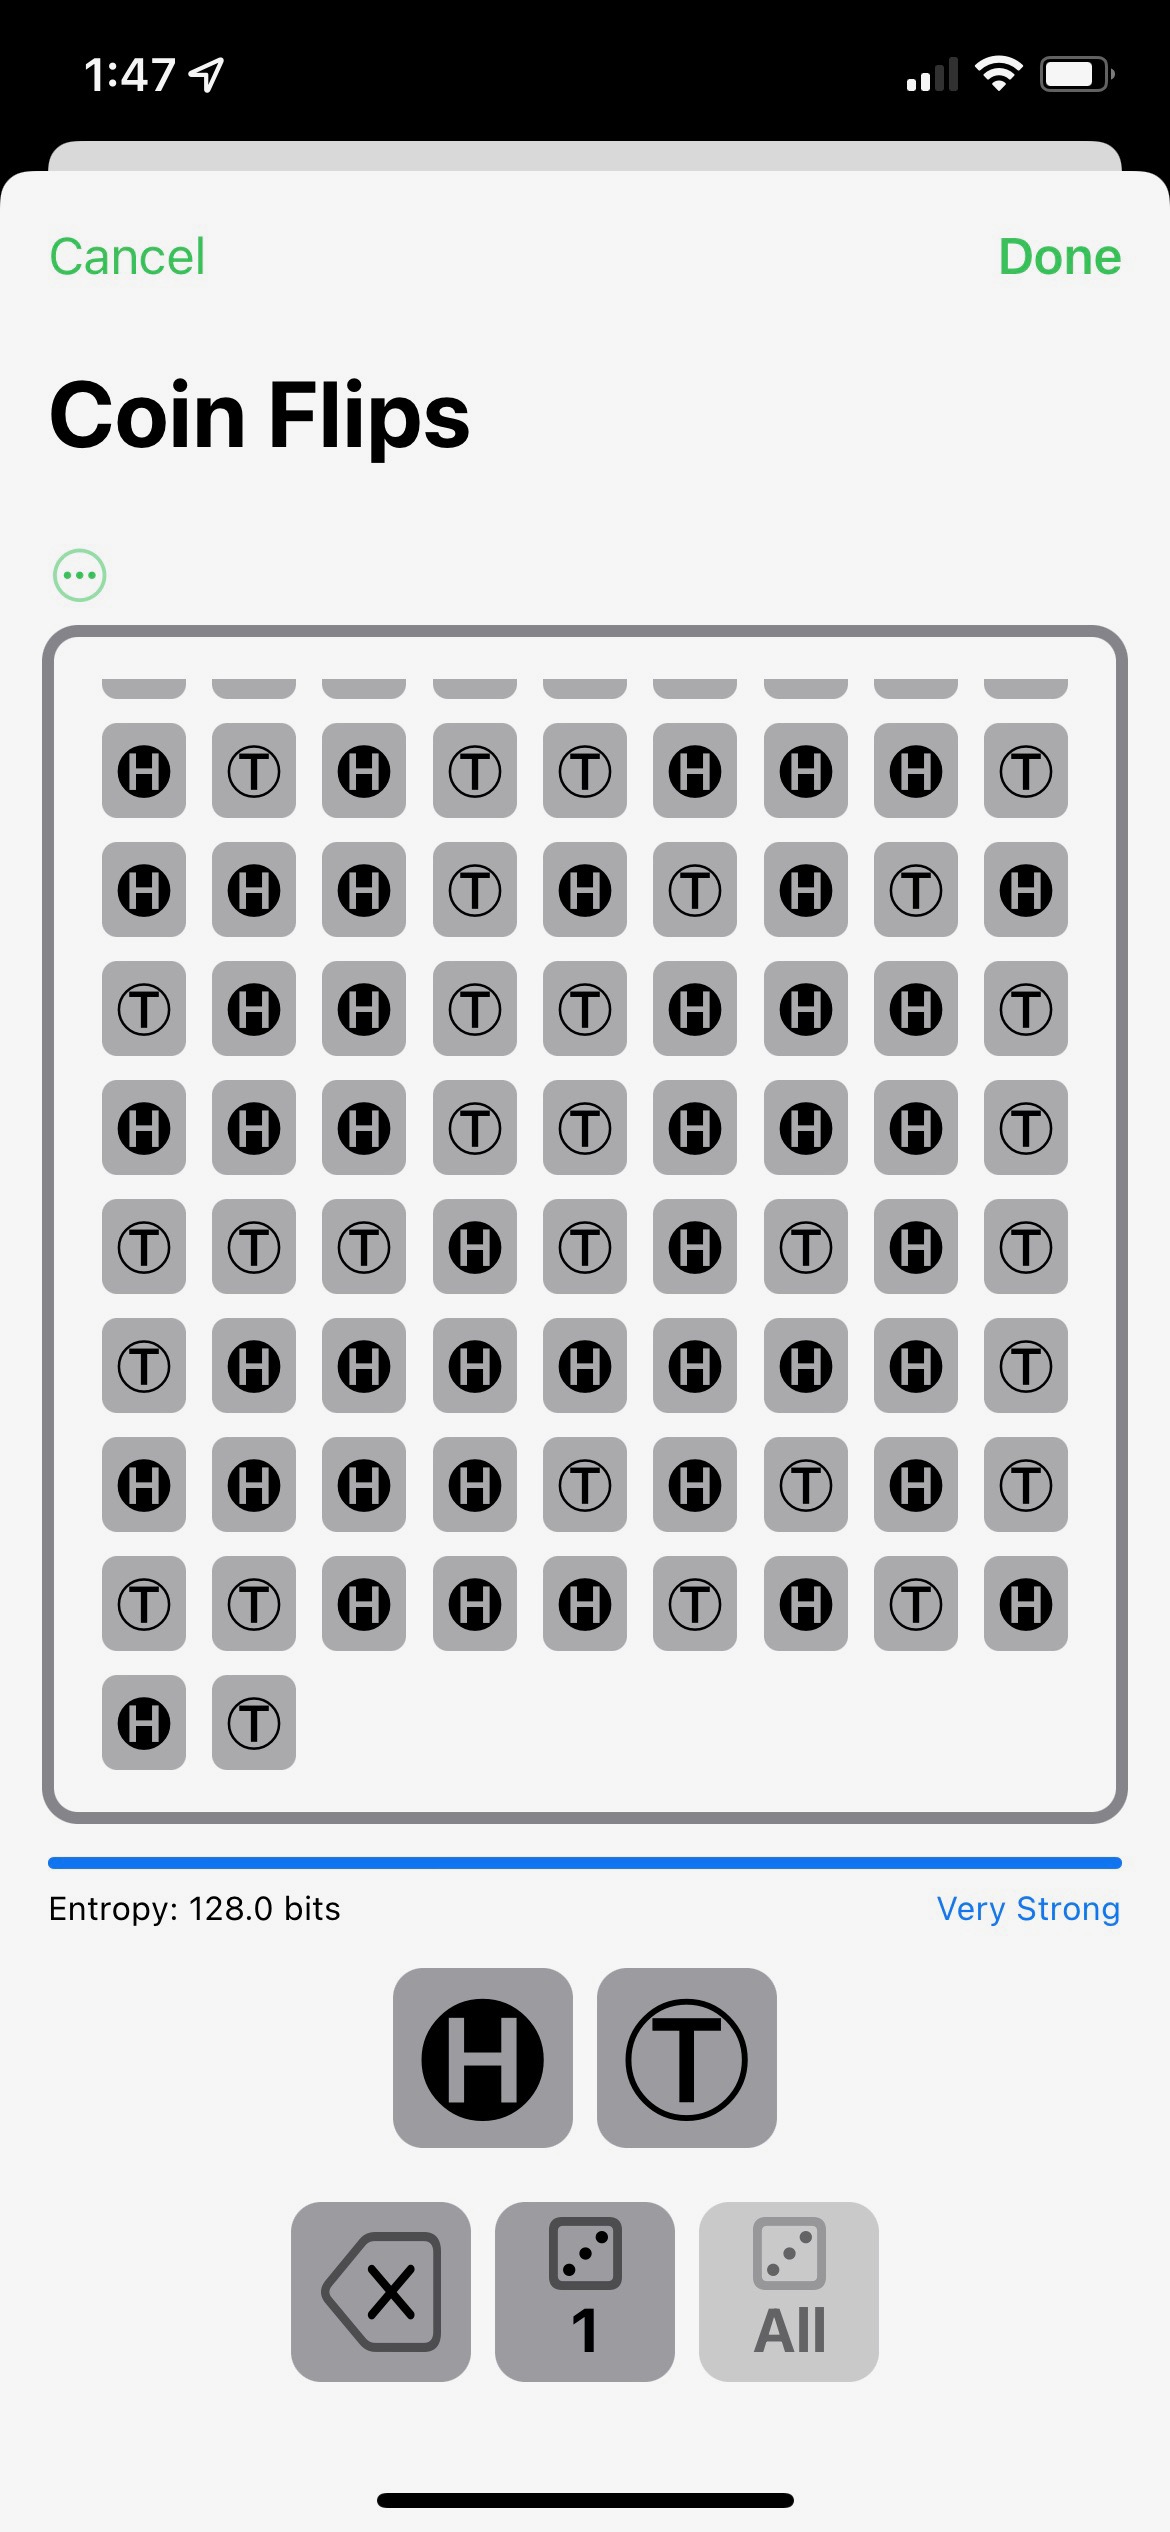 1:47
Cancel Done
Coin Flips
H T H T T H H H T
H H H T H T H T H
T H H T T H H H T
H H H T T H H H T
T T T H T H T H T
T H H H H H H H T
H H H H T H T H T
T T H H H T H T H
H T
Entropy: 128.0 bits Very Strong
H T
1 All